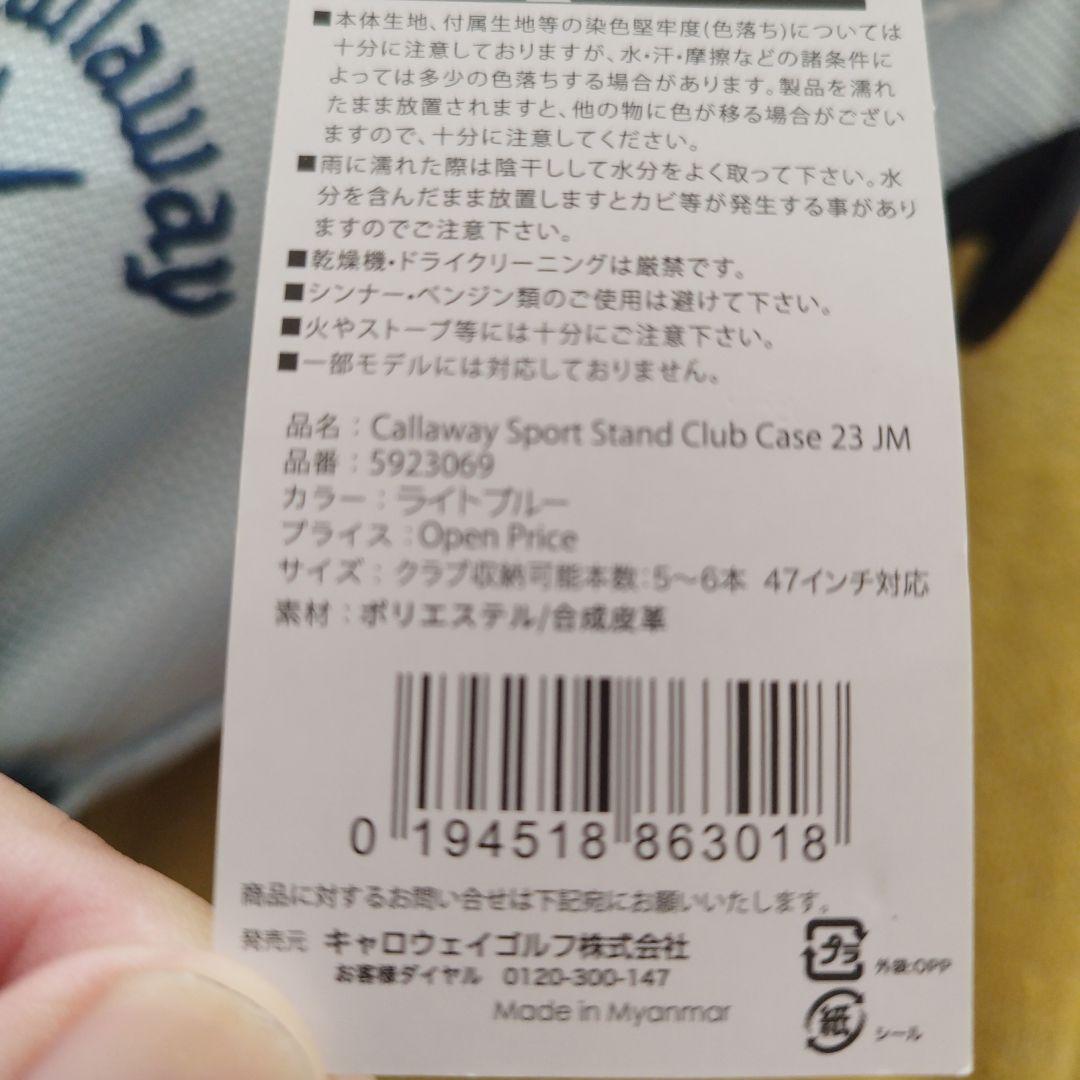 Callaway
■本体生地、付属生地等の染色堅牢度(色落ち)については
十分に注意しておりますが、水・汗・摩擦などの諸条件に
よっては多少の色落ちする場合があります。製品を濡れ
たまま放置されますと、他の物に色が移る場合がござい
ますので、十分に注意してください。
■雨に濡れた際は陰干しして水分をよく取って下さい。水
分を含んだまま放置しますとカビ等が発生する事があり
ますのでご注意下さい。
■乾燥機・ドライクリーニングは厳禁です。
■シンナー・ベンジン類のご使用は避けて下さい。
■火やストーブ等には十分にご注意下さい。
■一部モデルには対応しておりません。
品名：Callaway Sport Stand Club Case 23 JM
品番：5923069
カラー：ライトブルー
プライス：Open Price
サイズ：クラブ収納可能本数:5〜6本 47インチ対応
素材：ポリエステル/合成皮革
0 194518 863018
商品に対するお問い合せは下記宛にお願いいたします。
発売元 キャロウェイゴルフ株式会社
お客様ダイヤル 0120-300-147
Made in Myanmar
プラ 外袋:OPP
紙 シール